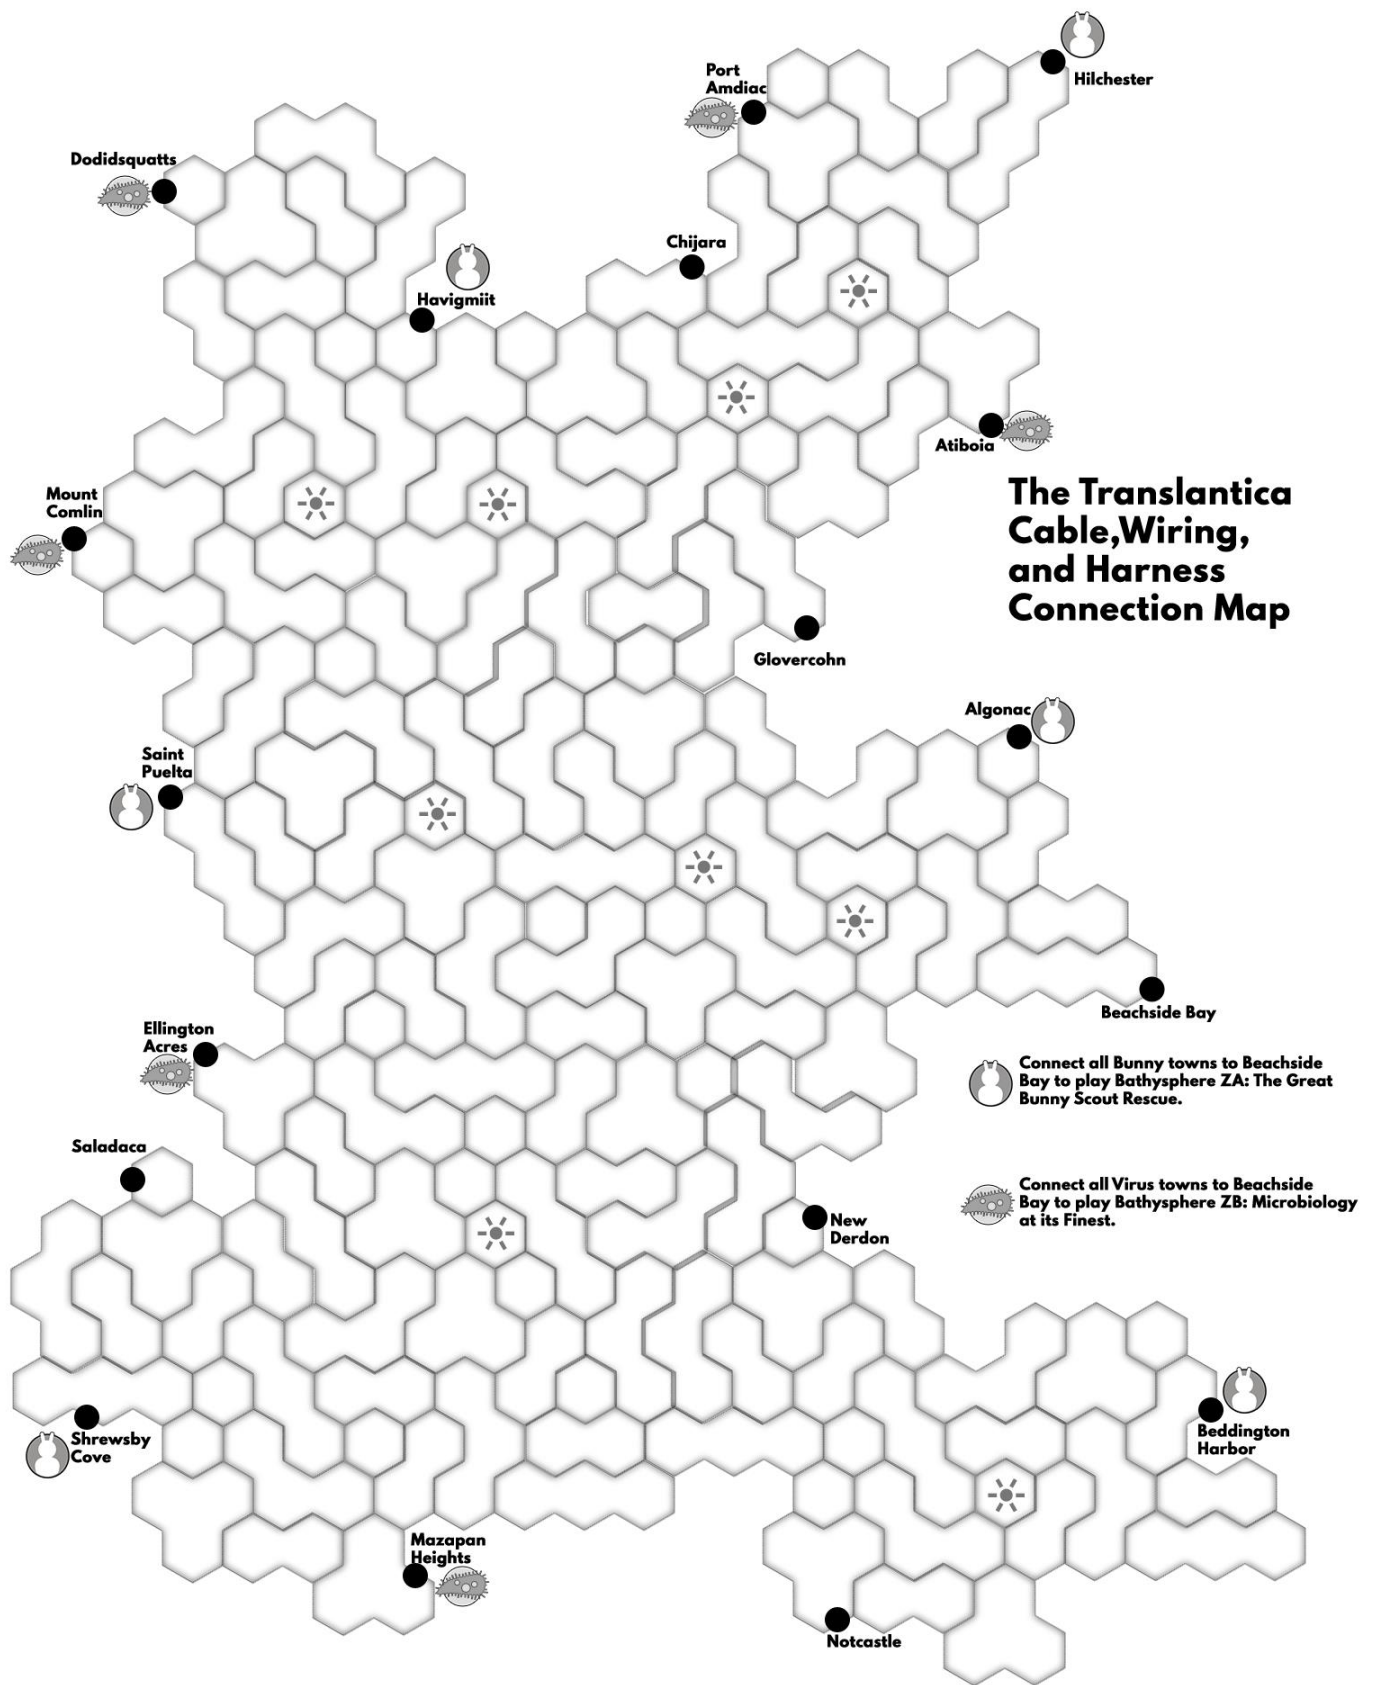 Hilchester
Port
Amdiac
Dodidsquatts
Chijara
Havigmiit
Atiboia
The Translantica
Cable,Wiring,
and Harness
Connection Map
Mount
Comlin
Glovercohn
Algonac
Saint
Puelta
Beachside Bay
Ellington
Acres
Connect all Bunny towns to Beachside
Bay to play Bathysphere ZA: The Great
Bunny Scout Rescue.
Saladaca
Connect all Virus towns to Beachside
Bay to play Bathysphere ZB: Microbiology
at its Finest.
New
Derdon
Shrewsby
Cove
Beddington
Harbor
Mazapan
Heights
Notcastle